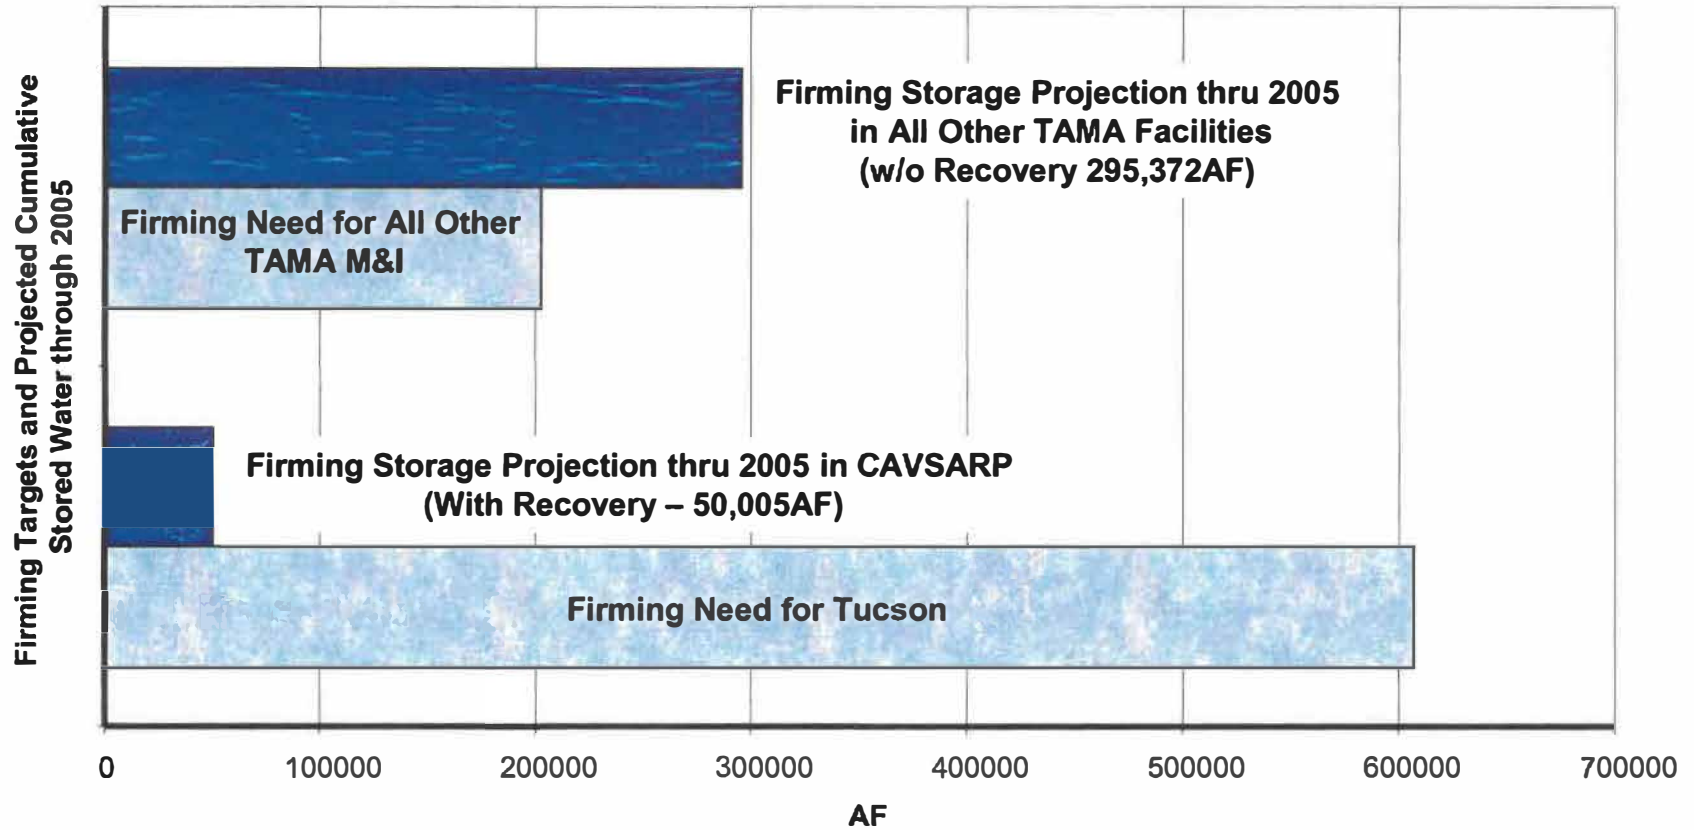 Firming Targets and Projected Cumulative
Stored Water through 2005
Firming Storage Projection thru 2005
in All Other TAMA Facilities
(w/o Recovery 295,372AF)
Firming Need for All Other
TAMA M&I
Firming Storage Projection thru 2005 in CAVSARP
(With Recovery – 50,005AF)
Firming Need for Tucson
0 100000 200000 300000 400000 500000 600000 700000
AF